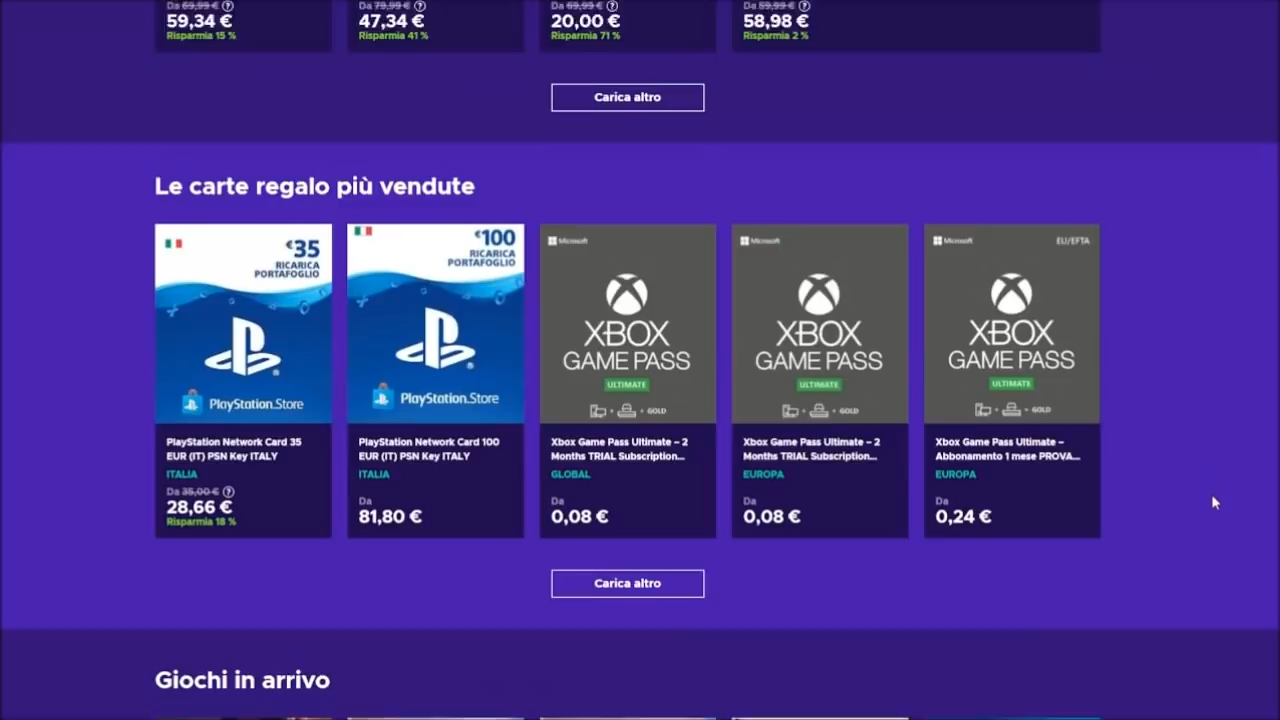 Da 69,99 €
59,34 €
Risparmia 15 %
Da 79,99 €
47,34 €
Risparmia 41 %
Da 69,99 €
20,00 €
Risparmia 71 %
Da 59,99 €
58,98 €
Risparmia 2 %
Carica altro
Le carte regalo più vendute
€35
RICARICA
PORTAFOGLIO
PlayStation.Store
PlayStation Network Card 35
EUR (IT) PSN Key ITALY
ITALIA
Da 35,00 €
28,66 €
Risparmia 18 %
€100
RICARICA
PORTAFOGLIO
PlayStation.Store
PlayStation Network Card 100
EUR (IT) PSN Key ITALY
ITALIA
Da
81,80 €
Microsoft
XBOX
GAME PASS
ULTIMATE
+ + GOLD
Xbox Game Pass Ultimate – 2
Months TRIAL Subscription...
GLOBAL
Da
0,08 €
Microsoft
XBOX
GAME PASS
ULTIMATE
+ + GOLD
Xbox Game Pass Ultimate – 2
Months TRIAL Subscription...
EUROPA
Da
0,08 €
Microsoft
EU/EFTA
XBOX
GAME PASS
ULTIMATE
+ + GOLD
Xbox Game Pass Ultimate –
Abbonamento 1 mese PROVA...
EUROPA
Da
0,24 €
Carica altro
Giochi in arrivo